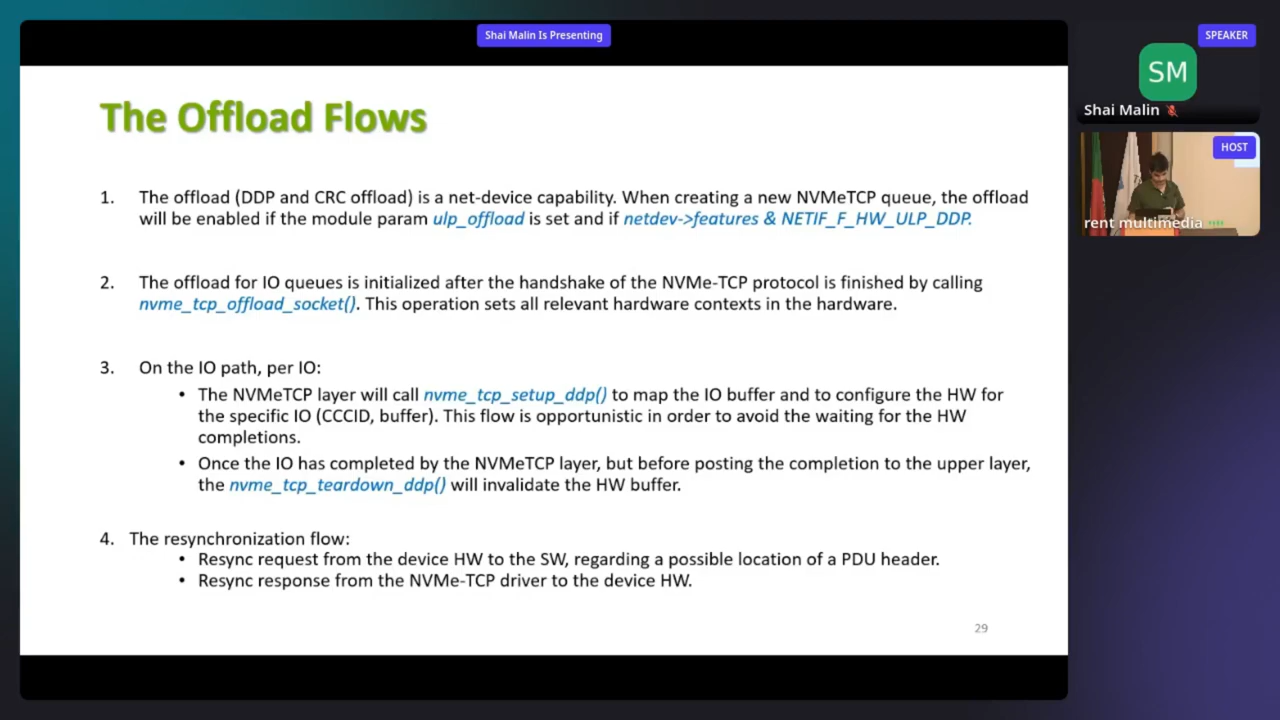 Shai Malin Is Presenting
SPEAKER
SM
Shai Malin
HOST
rent multimedia
The Offload Flows
1. The offload (DDP and CRC offload) is a net-device capability. When creating a new NVMeTCP queue, the offload
will be enabled if the module param ulp_offload is set and if netdev->features & NETIF_F_HW_ULP_DDP.
2. The offload for IO queues is initialized after the handshake of the NVMe-TCP protocol is finished by calling
nvme_tcp_offload_socket(). This operation sets all relevant hardware contexts in the hardware.
3. On the IO path, per IO:
• The NVMeTCP layer will call nvme_tcp_setup_ddp() to map the IO buffer and to configure the HW for
the specific IO (CCCID, buffer). This flow is opportunistic in order to avoid the waiting for the HW
completions.
• Once the IO has completed by the NVMeTCP layer, but before posting the completion to the upper layer,
the nvme_tcp_teardown_ddp() will invalidate the HW buffer.
4. The resynchronization flow:
• Resync request from the device HW to the SW, regarding a possible location of a PDU header.
• Resync response from the NVMe-TCP driver to the device HW.
29